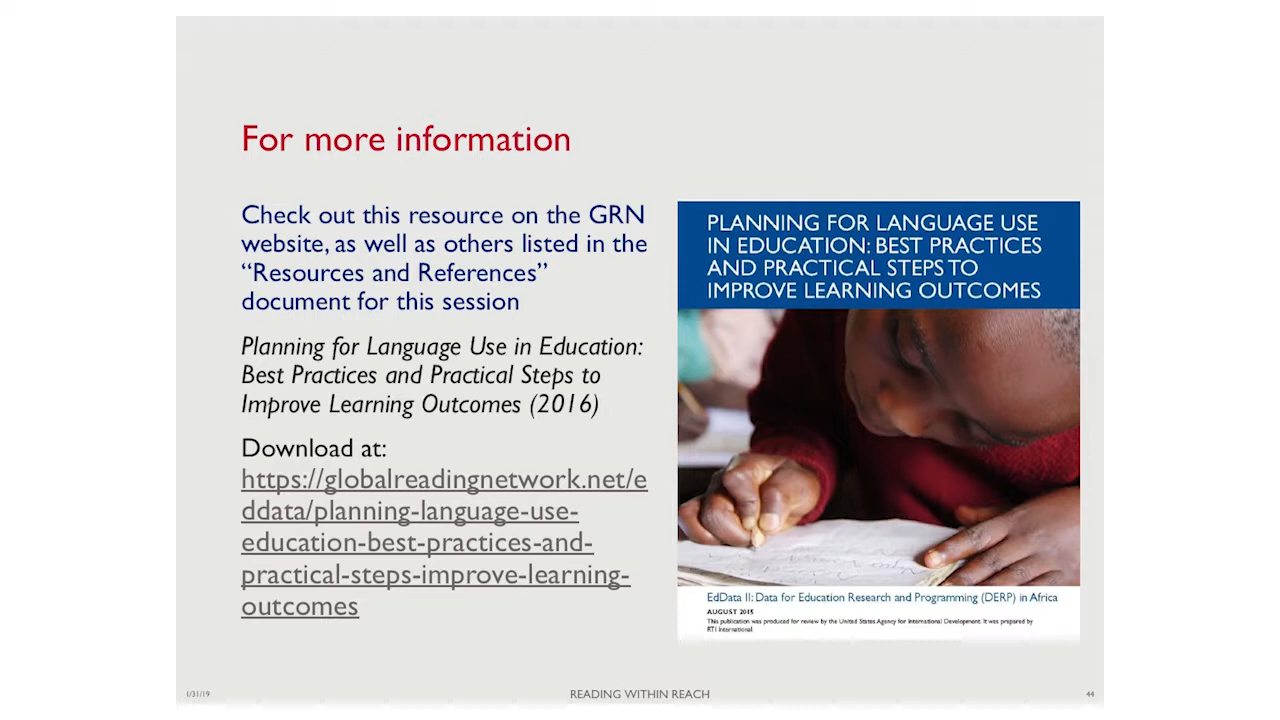 For more information
Check out this resource on the GRN
website, as well as others listed in the
“Resources and References”
document for this session
Planning for Language Use in Education:
Best Practices and Practical Steps to
Improve Learning Outcomes (2016)
Download at:
https://globalreadingnetwork.net/e
ddata/planning-language-use-
education-best-practices-and-
practical-steps-improve-learning-
outcomes
PLANNING FOR LANGUAGE USE
IN EDUCATION: BEST PRACTICES
AND PRACTICAL STEPS TO
IMPROVE LEARNING OUTCOMES
EdData II: Data for Education Research and Programming (DERP) in Africa
AUGUST 2015
This publication was produced for review by the United States Agency for International Development. It was prepared by
RTI International.
1/31/19
READING WITHIN REACH
44